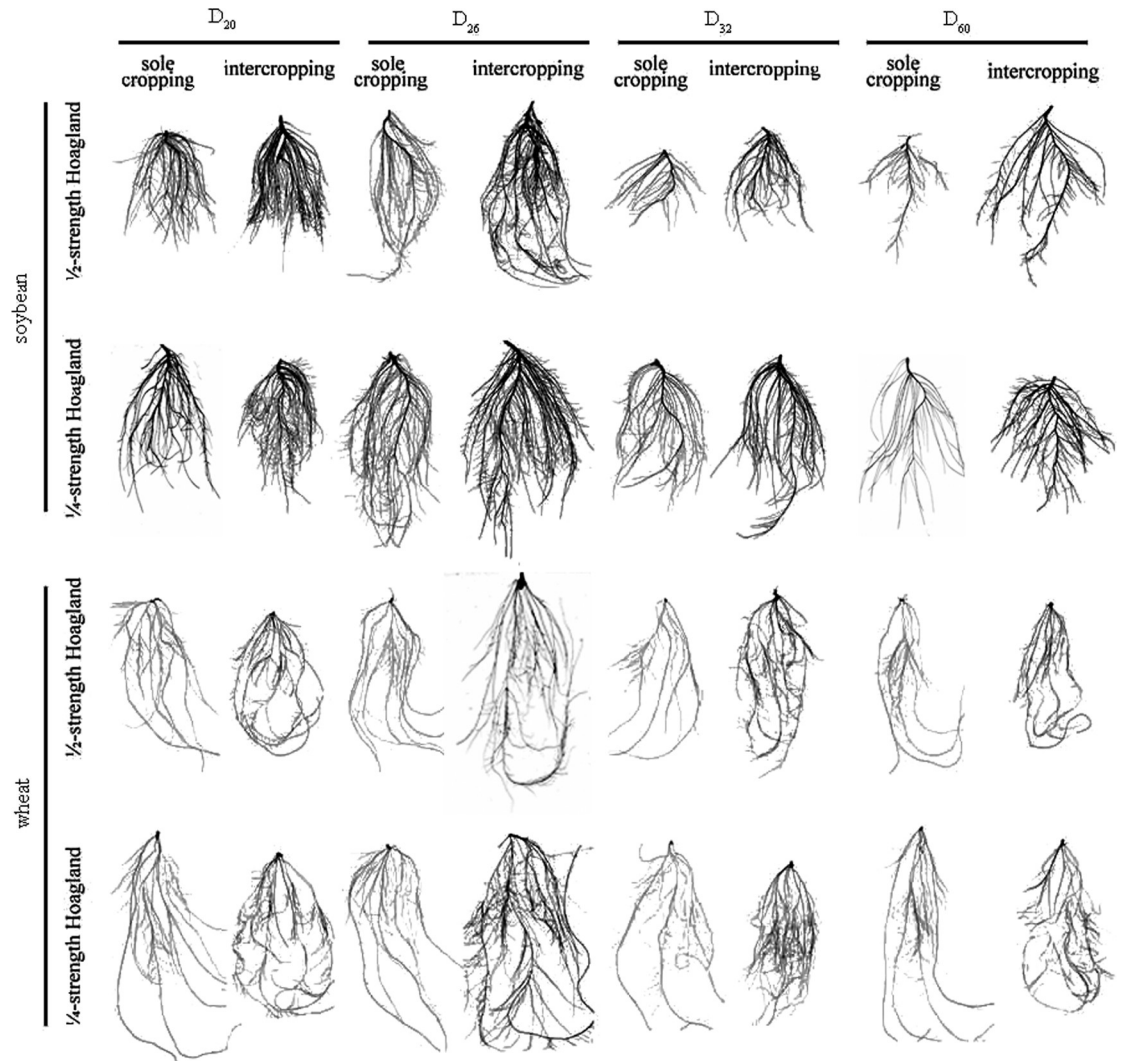 D20 D26 D32 D60
sole cropping intercropping sole cropping intercropping sole cropping intercropping sole cropping intercropping
soybean
½-strength Hoagland
¼-strength Hoagland
wheat
½-strength Hoagland
¼-strength Hoagland